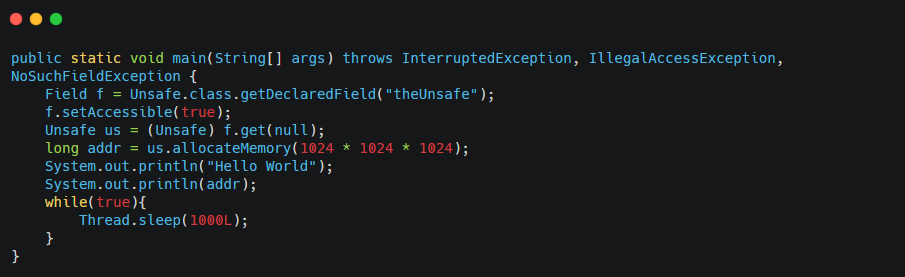 public static void main(String[] args) throws InterruptedException, IllegalAccessException,
NoSuchFieldException {
    Field f = Unsafe.class.getDeclaredField("theUnsafe");
    f.setAccessible(true);
    Unsafe us = (Unsafe) f.get(null);
    long addr = us.allocateMemory(1024 * 1024 * 1024);
    System.out.println("Hello World");
    System.out.println(addr);
    while(true){
        Thread.sleep(1000L);
    }
}